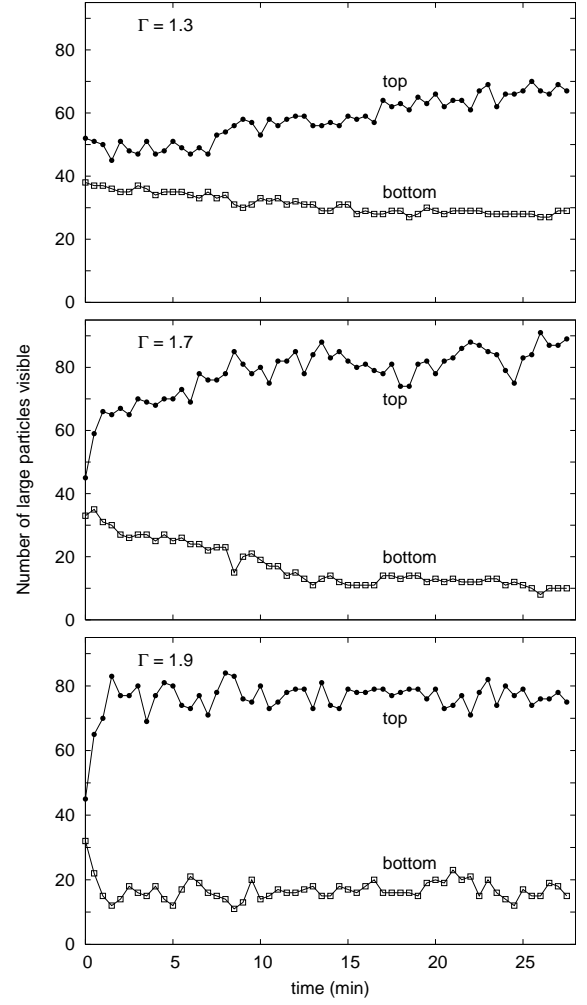 Γ = 1.3
80
60
40
20
0
top
bottom
Γ = 1.7
80
60
40
20
0
top
bottom
Number of large particles visible
Γ = 1.9
80
60
40
20
0
top
bottom
0 5 10 15 20 25
time (min)